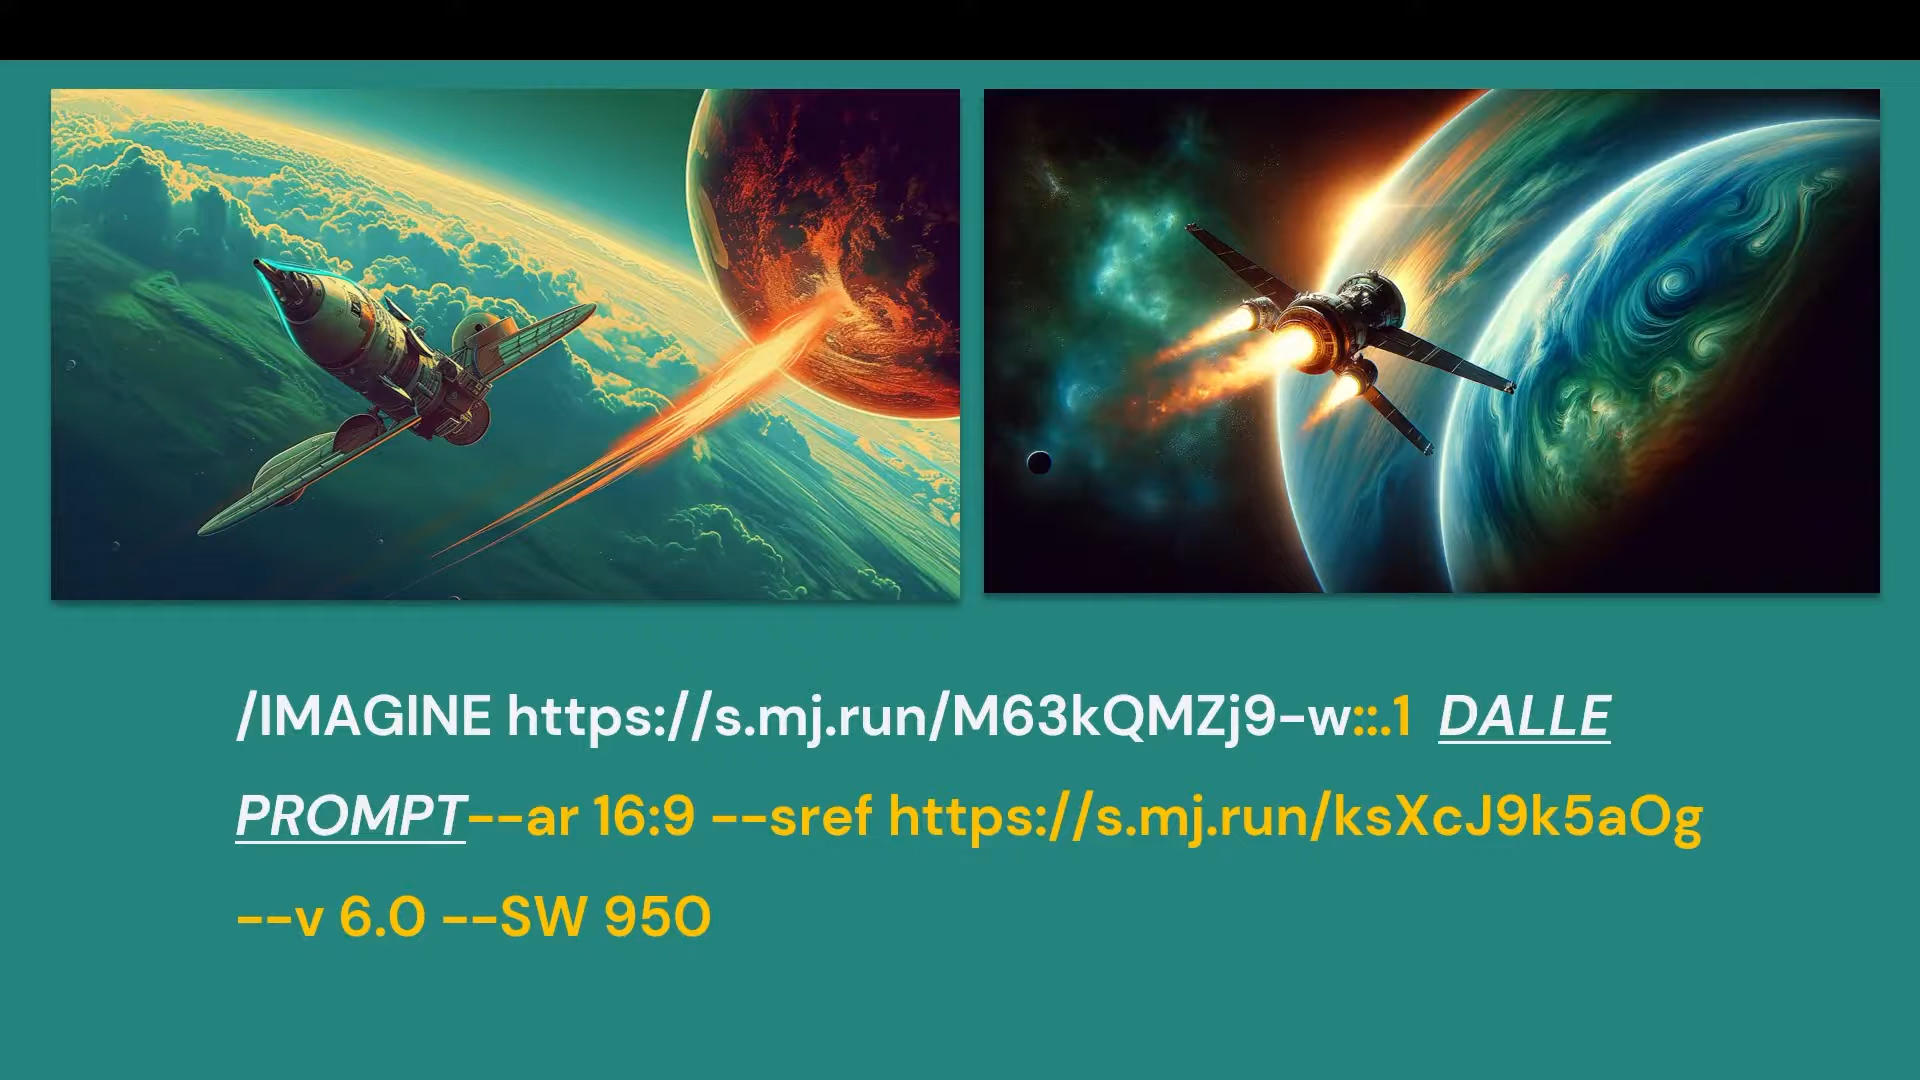 /IMAGINE https://s.mj.run/M63kQMZj9-w::.1 DALLE
PROMPT--ar 16:9 --sref https://s.mj.run/ksXcJ9k5aOg
--v 6.0 --SW 950